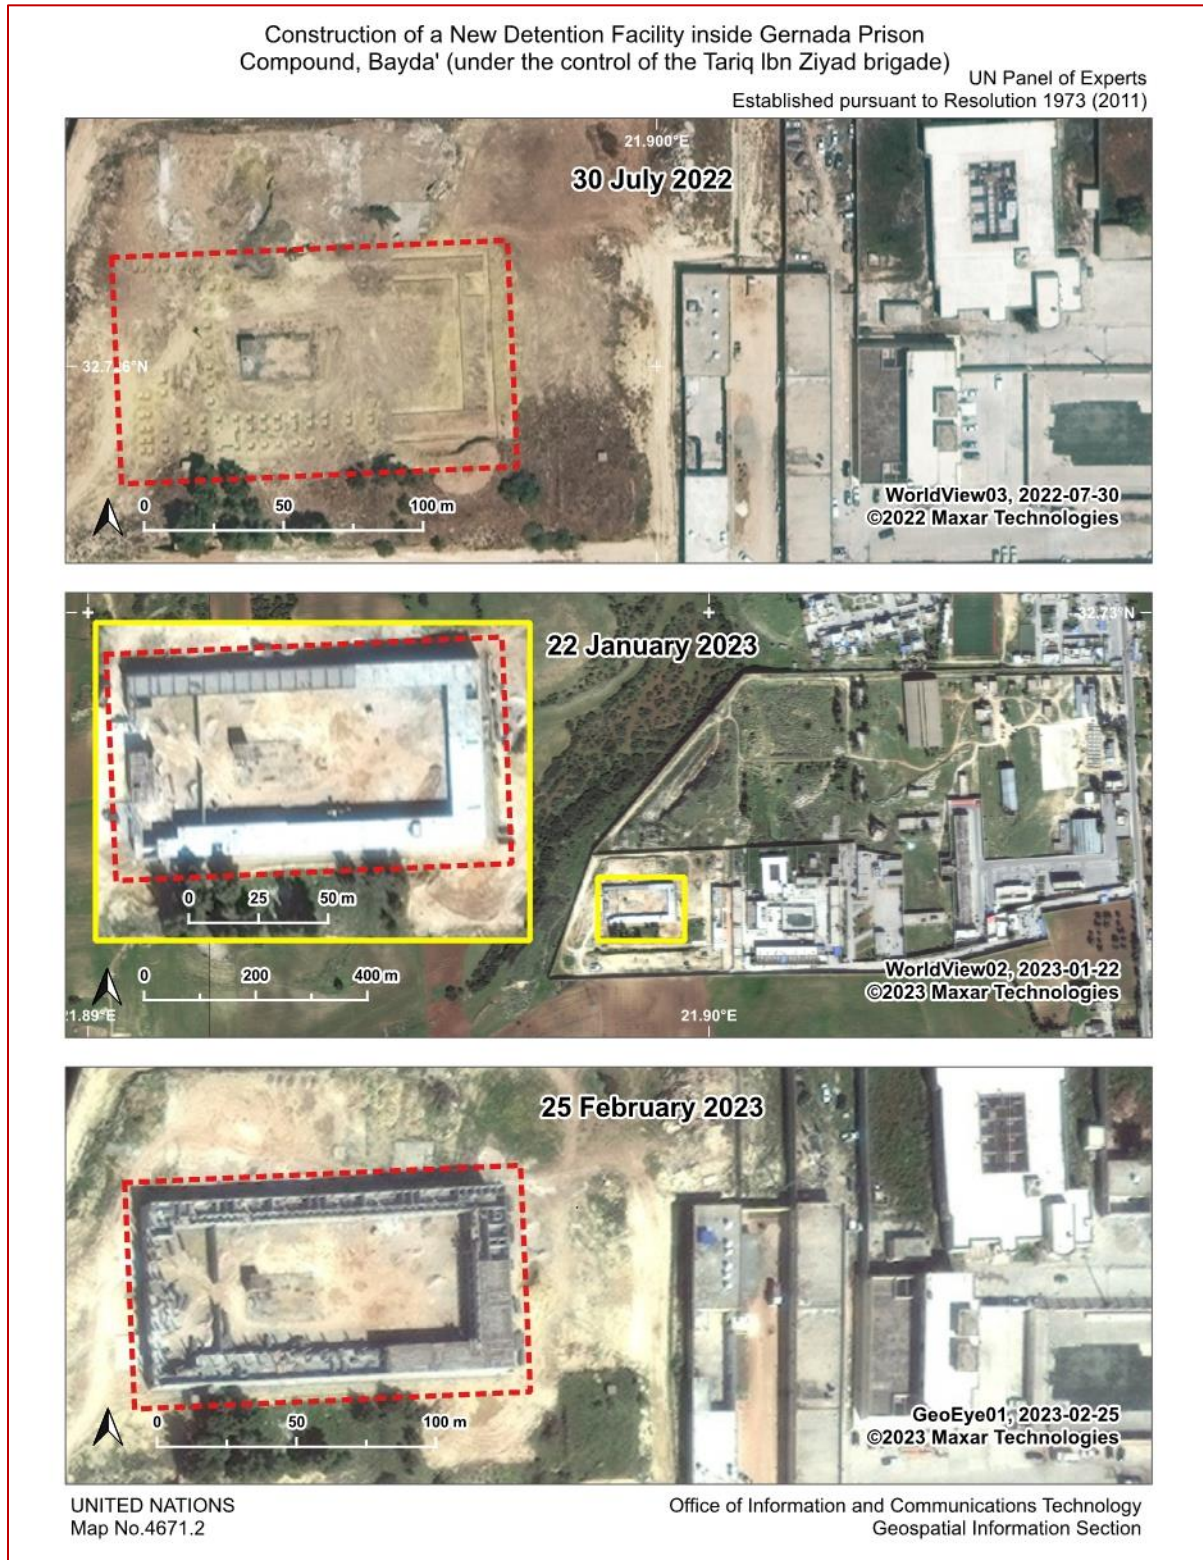 Construction of a New Detention Facility inside Gernada Prison
Compound, Bayda' (under the control of the Tariq Ibn Ziyad brigade)
UN Panel of Experts
Established pursuant to Resolution 1973 (2011)
21.900°E
30 July 2022
0 50 100 m
WorldView03, 2022-07-30
©2022 Maxar Technologies
32.73°N
22 January 2023
0 25 50 m
0 200 400 m
WorldView02, 2023-01-22
©2023 Maxar Technologies
21.89°E
21.90°E
25 February 2023
0 50 100 m
GeoEye01, 2023-02-25
©2023 Maxar Technologies
UNITED NATIONS
Map No.4671.2
Office of Information and Communications Technology
Geospatial Information Section